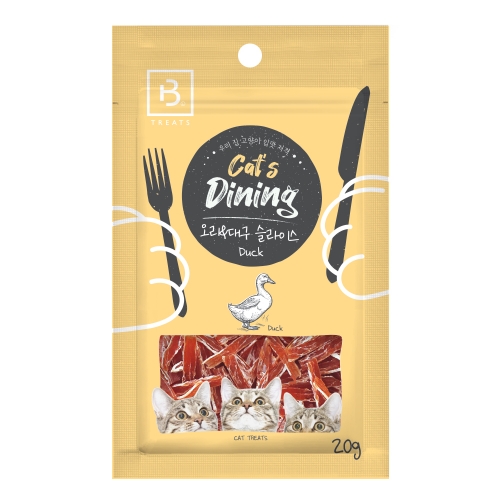 B
TREATS
우리 집 고양이 입맛 저격
Cat's
Dining
오리&대구 슬라이스
Duck
Duck
CAT TREATS
20g